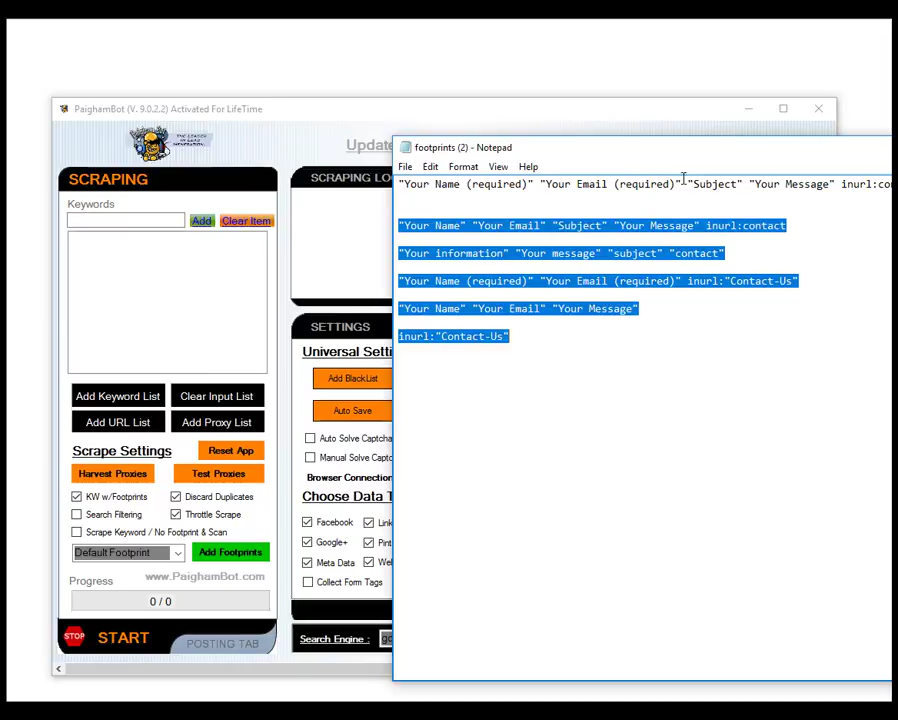 PaighamBot (V. 9.0.2.2) Activated For LifeTime
THE LEADER
GENERATION
Update
SCRAPING
Keywords
Add
Clear Item
Add Keyword List
Clear Input List
Add URL List
Add Proxy List
Scrape Settings
Reset App
Harvest Proxies
Test Proxies
KW w/Footprints
Discard Duplicates
Search Filtering
Throttle Scrape
Scrape Keyword / No Footprint & Scan
Default Footprint
Add Footprints
www.PaighamBot.com
Progress
0 / 0
STOP
START
POSTING TAB
SCRAPING LO
SETTINGS
Universal Setti
Add BlackList
Auto Save
Auto Solve Captcha
Manual Solve Captc
Browser Connection
Choose Data T
Facebook
Link
Google+
Pint
Meta Data
We
Collect Form Tags
Search Engine :
go
footprints (2) - Notepad
File Edit Format View Help
"Your Name (required)" "Your Email (required)" "Subject" "Your Message" inurl:co
"Your Name" "Your Email" "Subject" "Your Message" inurl:contact
"Your information" "Your message" "subject" "contact"
"Your Name (required)" "Your Email (required)" inurl:"Contact-Us"
"Your Name" "Your Email" "Your Message"
inurl:"Contact-Us"